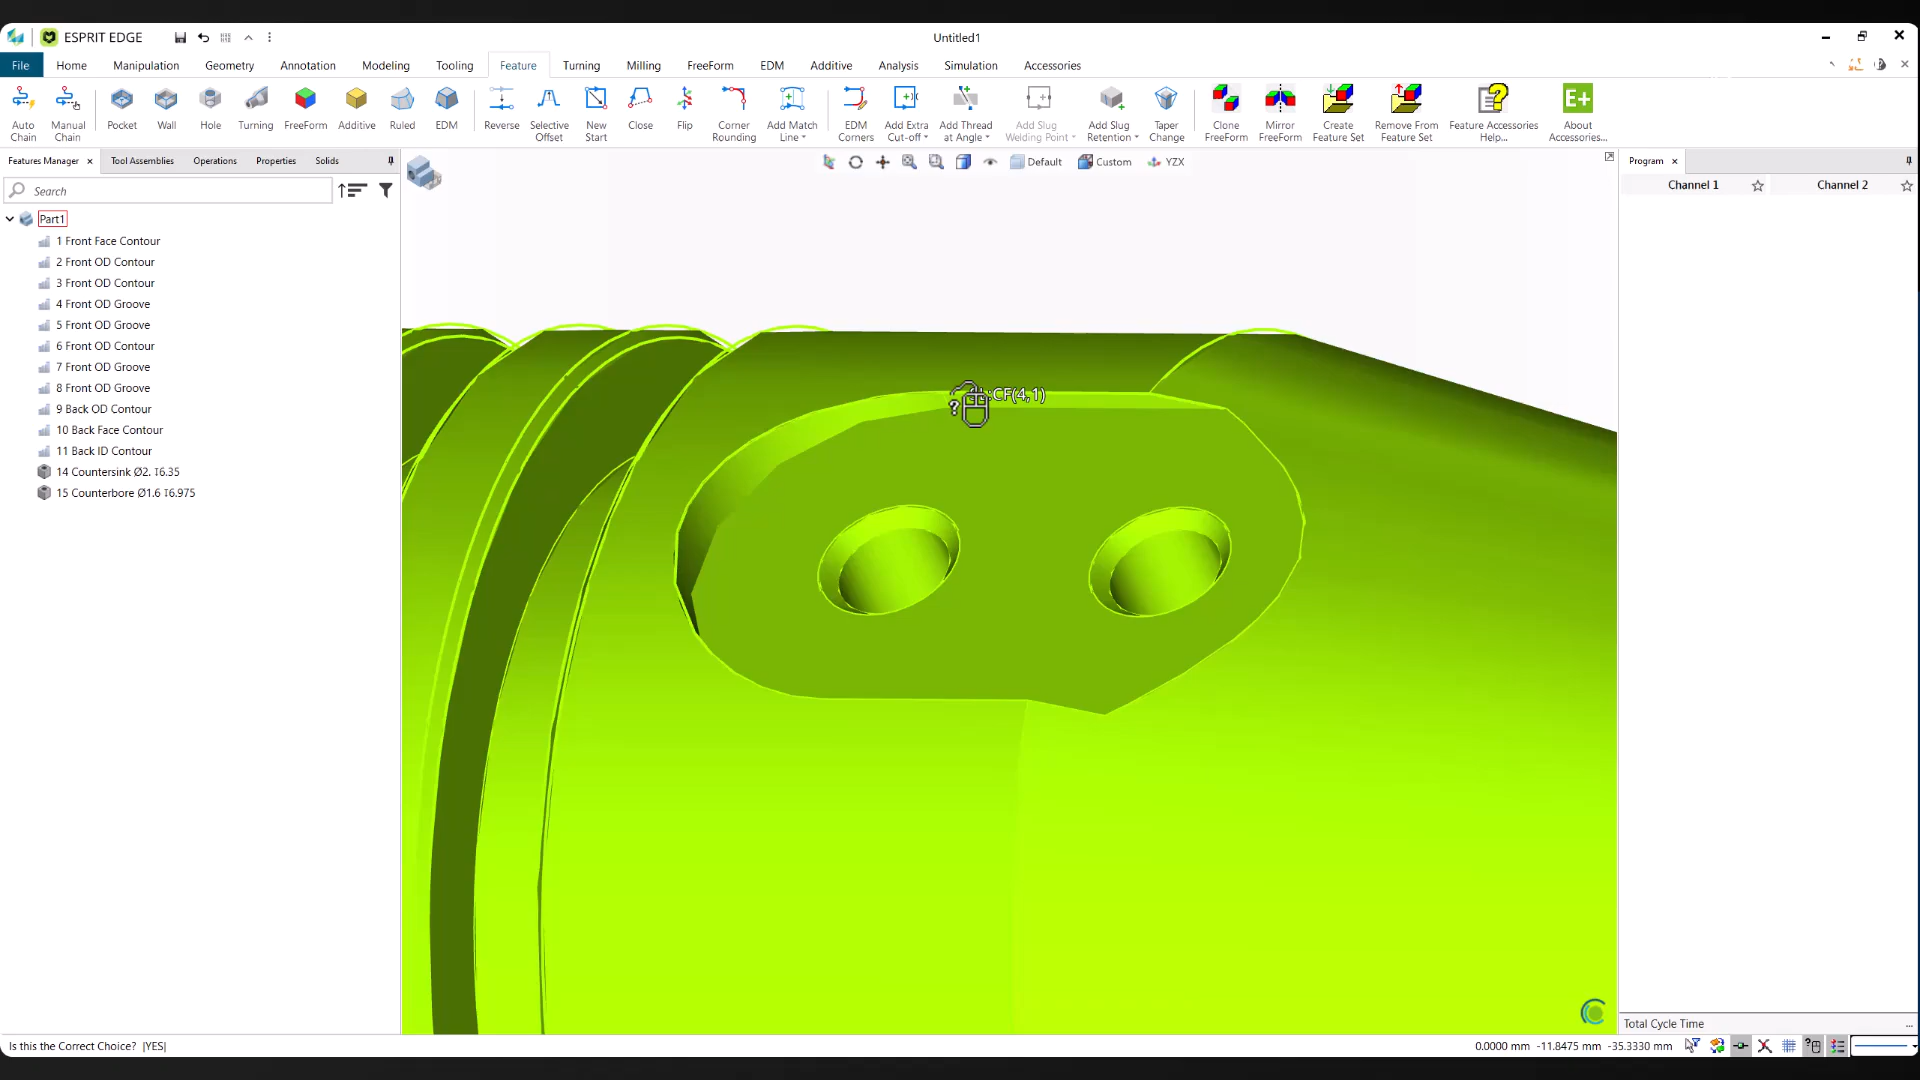 ESPRIT EDGE
Untitled1
File Home Manipulation Geometry Annotation Modeling Tooling Feature Turning Milling FreeForm EDM Additive Analysis Simulation Accessories
Auto Chain
Manual Chain
Pocket
Wall
Hole
Turning
FreeForm
Additive
Ruled
EDM
Reverse
Selective Offset
New Start
Close
Flip
Corner Rounding
Add Match Line
EDM Corners
Add Extra Cut-off
Add Thread at Angle
Add Slug Welding Point
Add Slug Retention
Taper Change
Clone FreeForm
Mirror FreeForm
Create Feature Set
Remove From Feature Set
Feature Accessories Help...
E+
About Accessories...
Features Manager Tool Assemblies Operations Properties Solids
Default Custom YZX
Program
Search
Channel 1 Channel 2
Part1
1 Front Face Contour
2 Front OD Contour
3 Front OD Contour
4 Front OD Groove
5 Front OD Groove
6 Front OD Contour
7 Front OD Groove
8 Front OD Groove
9 Back OD Contour
10 Back Face Contour
11 Back ID Contour
14 Countersink Ø2. ↧6.35
15 Counterbore Ø1.6 ↧6.975
:CF(4,1)
Total Cycle Time ...
Is this the Correct Choice? |YES|
0.0000 mm -11.8475 mm -35.3330 mm